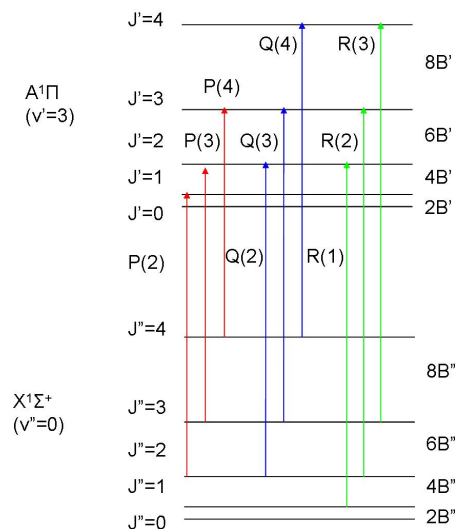 J'=4
Q(4)
R(3)
8B'
A¹Π
(v'=3)
J'=3
P(4)
6B'
J'=2
P(3)
Q(3)
R(2)
J'=1
4B'
J'=0
2B'
P(2)
Q(2)
R(1)
J"=4
8B"
X¹Σ⁺
(v"=0)
J"=3
6B"
J"=2
J"=1
4B"
J"=0
2B"